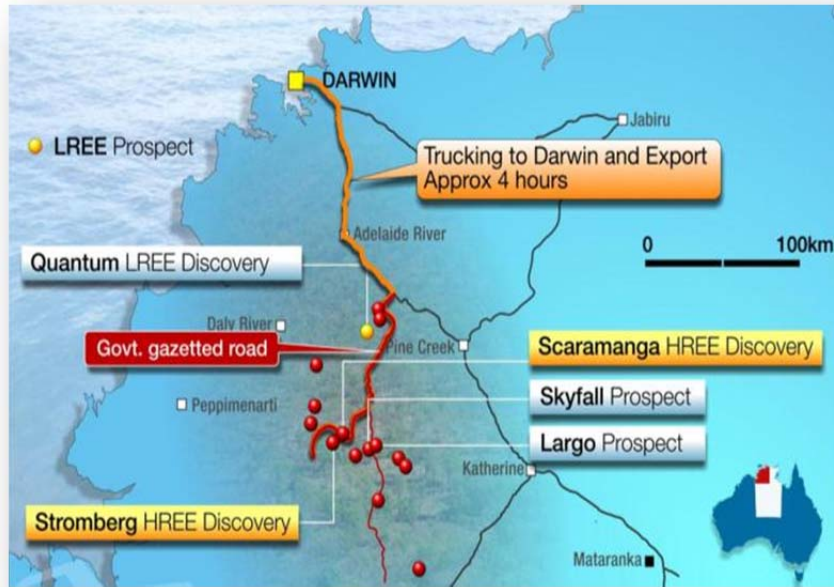 DARWIN
Jabiru
LREE Prospect
Trucking to Darwin and Export
Approx 4 hours
Adelaide River
0 100km
Quantum LREE Discovery
Daly River
Govt. gazetted road
Pine Creek
Scaramanga HREE Discovery
Peppimenarti
Skyfall Prospect
Largo Prospect
Katherine
Stromberg HREE Discovery
Mataranka